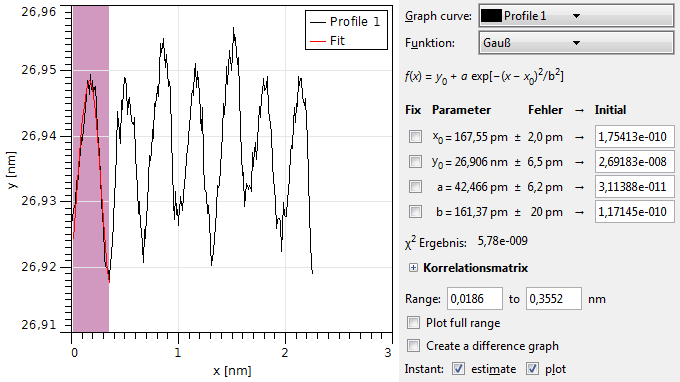 26,96
26,95
26,94
26,93
26,92
26,91
y [nm]
Profile 1
Fit
0
1
2
3
x [nm]
Graph curve: Profile 1
Funktion: Gauß
f(x) = y₀ + a exp[−(x − x₀)²/b²]
Fix Parameter Fehler → Initial
x₀ = 167,55 pm ± 2,0 pm → 1,75413e-010
y₀ = 26,906 nm ± 6,5 pm → 2,69183e-008
a = 42,466 pm ± 6,2 pm → 3,11388e-011
b = 161,37 pm ± 20 pm → 1,17145e-010
χ² Ergebnis: 5,78e-009
Korrelationsmatrix
Range: 0,0186 to 0,3552 nm
Plot full range
Create a difference graph
Instant: estimate plot